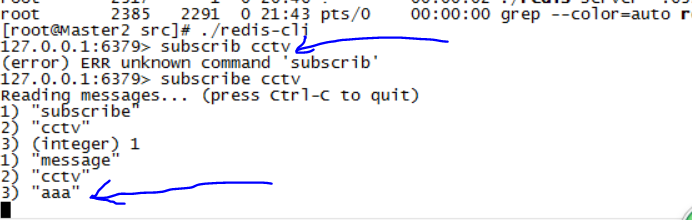 root 2385 2291 0 21:43 pts/0 00:00:00 grep --color=auto r
[root@Master2 src]# ./redis-cli
127.0.0.1:6379> subscrib cctv
(error) ERR unknown command 'subscrib'
127.0.0.1:6379> subscribe cctv
Reading messages... (press Ctrl-C to quit)
1) "subscribe"
2) "cctv"
3) (integer) 1
1) "message"
2) "cctv"
3) "aaa"